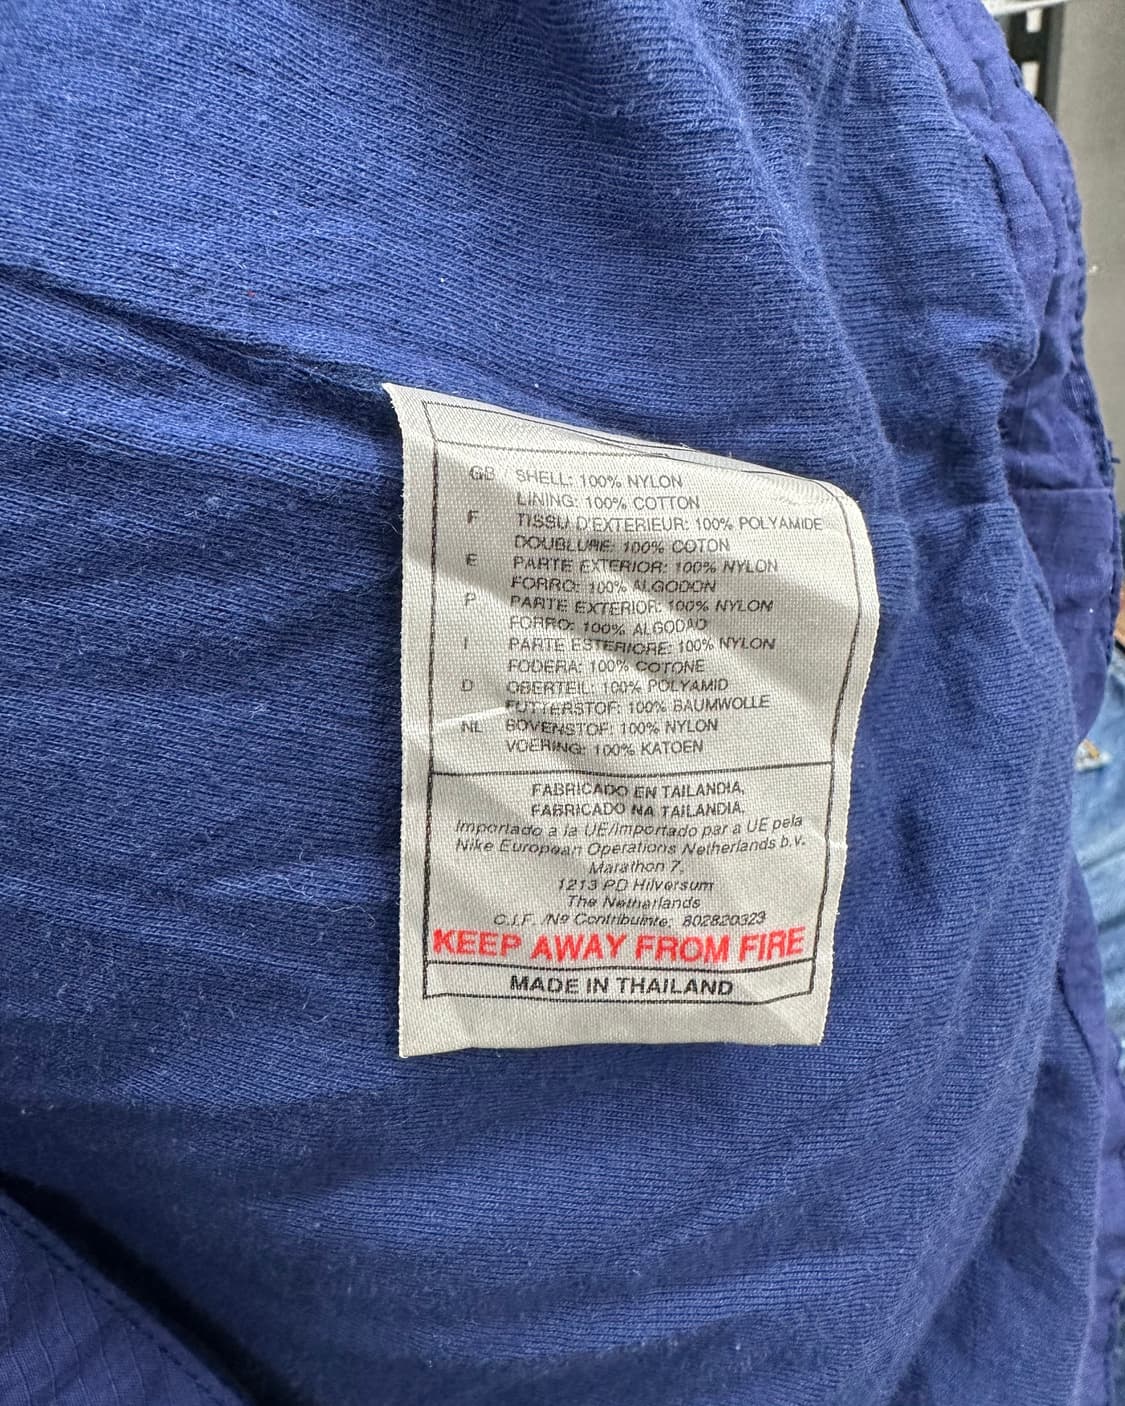 GB SHELL: 100% NYLON
LINING: 100% COTTON
F TISSU D'EXTERIEUR: 100% POLYAMIDE
DOUBLURE: 100% COTON
E PARTE EXTERIOR: 100% NYLON
FORRO: 100% ALGODON
P PARTE EXTERIOR: 100% NYLON
FORRO: 100% ALGODAO
I PARTE ESTERIORE: 100% NYLON
FODERA: 100% COTONE
D OBERTEIL: 100% POLYAMID
FUTTERSTOF: 100% BAUMWOLLE
NL BOVENSTOF: 100% NYLON
VOERING: 100% KATOEN
FABRICADO EN TAILANDIA,
FABRICADO NA TAILANDIA.
Importado a la UE/Importado par a UE pela
Nike European Operations Netherlands b.v.
Marathon 7,
1213 PD Hilversum
The Netherlands
C.I.F. /Nº Contribuinte: 802820323
KEEP AWAY FROM FIRE
MADE IN THAILAND